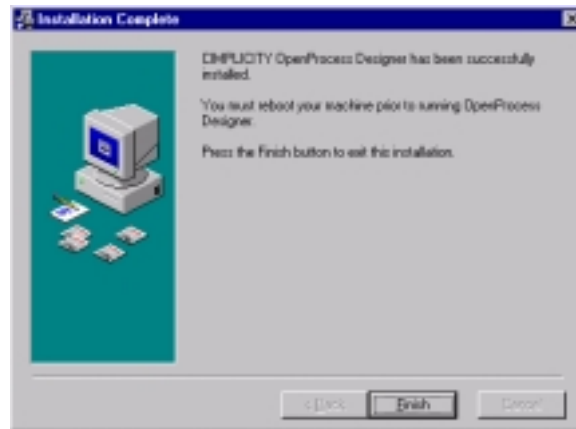 Installation Complete
CIMPLICITY OpenProcess Designer has been successfully
installed.
You must reboot your machine prior to running OpenProcess
Designer.
Press the Finish button to exit this installation.
< Back
Finish
Cancel